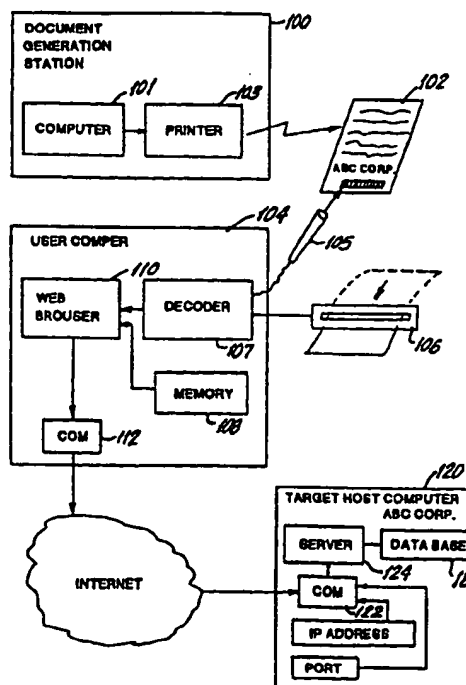 100
DOCUMENT
GENERATION
STATION
101
103
COMPUTER
PRINTER
102
ABC CORP.
104
USER COMPER
105
110
WEB
BROUSER
DECODER
107
106
MEMORY
108
COM
112
120
TARGET HOST COMPUTER
ABC CORP.
SERVER
DATA BASE
124
INTERNET
COM
122
IP ADDRESS
PORT